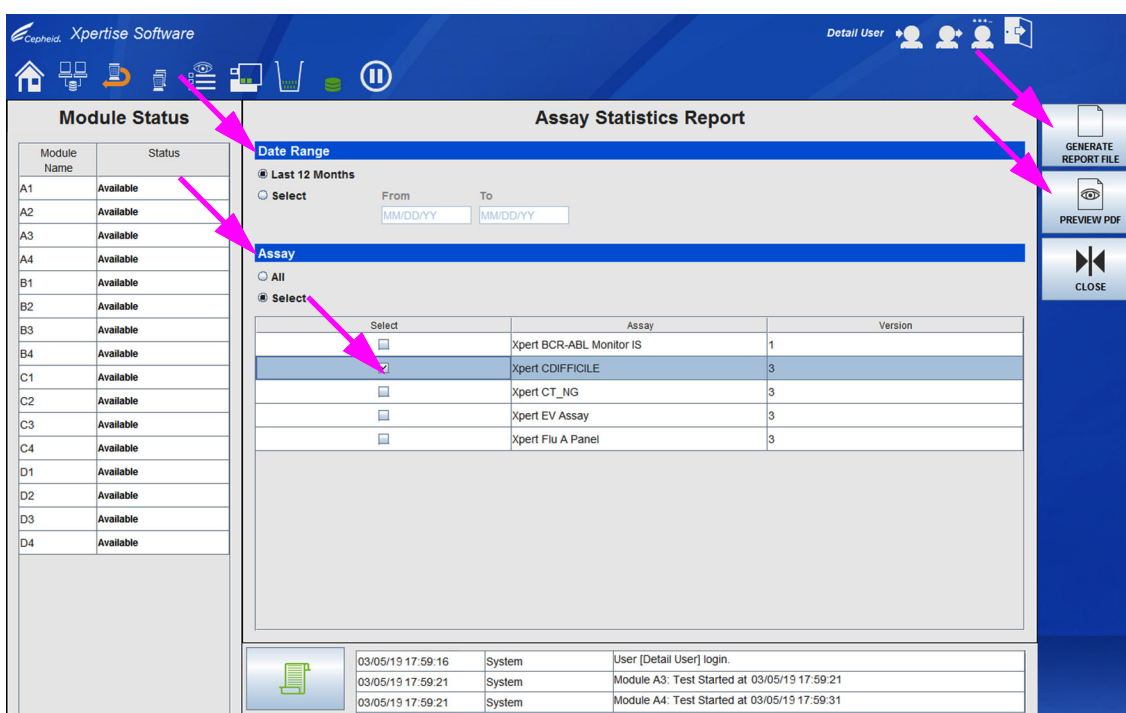 Cepheid. Xpertise Software
Detail User
Module Status
Module Name Status
A1 Available
A2 Available
A3 Available
A4 Available
B1 Available
B2 Available
B3 Available
B4 Available
C1 Available
C2 Available
C3 Available
C4 Available
D1 Available
D2 Available
D3 Available
D4 Available
Assay Statistics Report
Date Range
Last 12 Months
Select From To
MM/DD/YY MM/DD/YY
Assay
All
Select
Select Assay Version
Xpert BCR-ABL Monitor IS 1
Xpert CDIFFICILE 3
Xpert CT_NG 3
Xpert EV Assay 3
Xpert Flu A Panel 3
03/05/19 17:59:16 System User [Detail User] login.
03/05/19 17:59:21 System Module A3: Test Started at 03/05/19 17:59:21
03/05/19 17:59:21 System Module A4: Test Started at 03/05/19 17:59:31
GENERATE
REPORT FILE
PREVIEW PDF
CLOSE